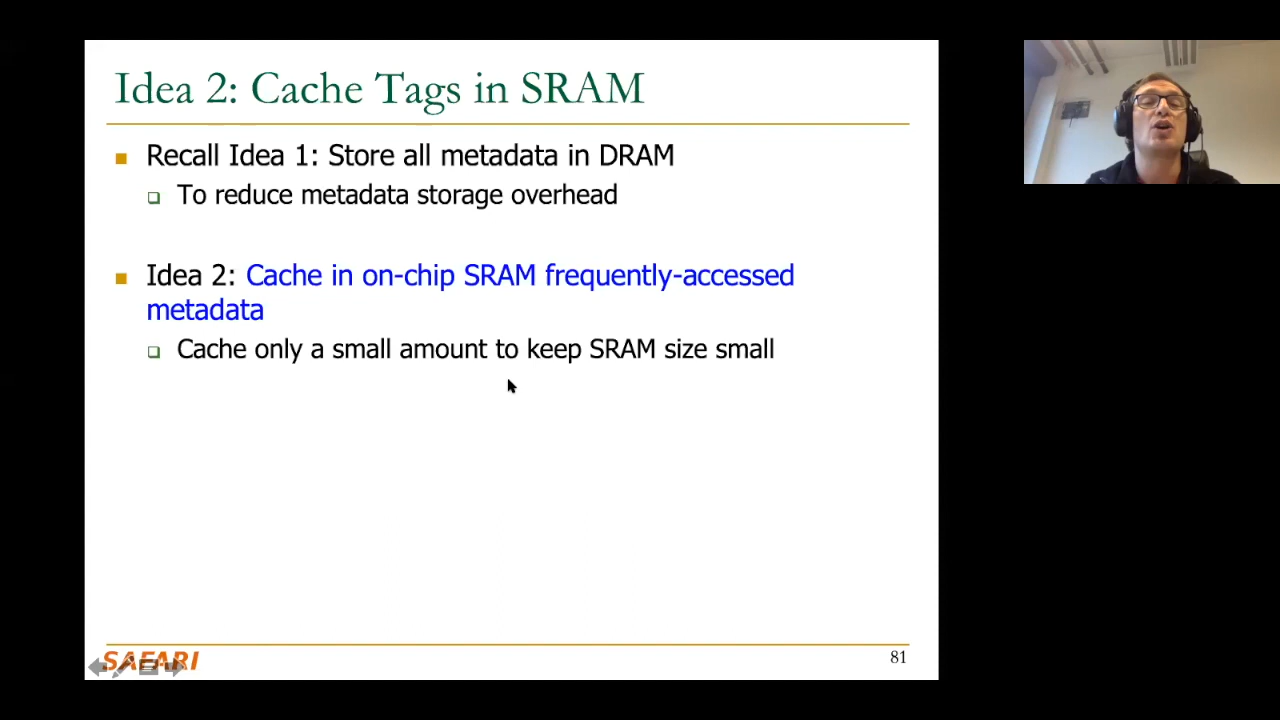 Idea 2: Cache Tags in SRAM
Recall Idea 1: Store all metadata in DRAM
To reduce metadata storage overhead
Idea 2: Cache in on-chip SRAM frequently-accessed
metadata
Cache only a small amount to keep SRAM size small
SAFARI
81